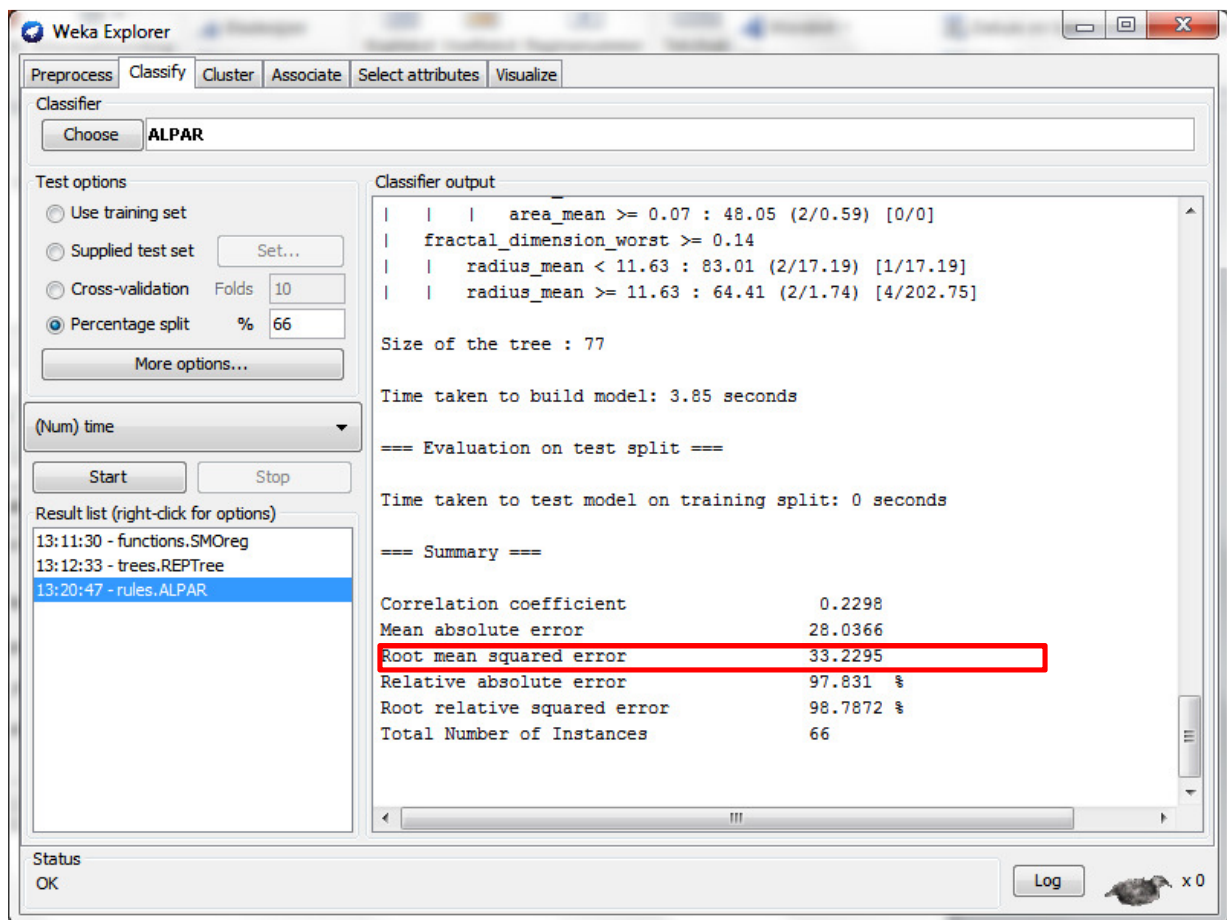 Weka Explorer
Preprocess Classify Cluster Associate Select attributes Visualize
Classifier
Choose ALPAR
Test options
Use training set
Supplied test set Set...
Cross-validation Folds 10
Percentage split % 66
More options...
(Num) time
Start Stop
Result list (right-click for options)
13:11:30 - functions.SMOreg
13:12:33 - trees.REPTree
13:20:47 - rules.ALPAR
Classifier output
| | | area_mean >= 0.07 : 48.05 (2/0.59) [0/0]
| fractal_dimension_worst >= 0.14
| | radius_mean < 11.63 : 83.01 (2/17.19) [1/17.19]
| | radius_mean >= 11.63 : 64.41 (2/1.74) [4/202.75]
Size of the tree : 77
Time taken to build model: 3.85 seconds
=== Evaluation on test split ===
Time taken to test model on training split: 0 seconds
=== Summary ===
Correlation coefficient 0.2298
Mean absolute error 28.0366
Root mean squared error 33.2295
Relative absolute error 97.831 %
Root relative squared error 98.7872 %
Total Number of Instances 66
Status
OK
Log
x 0